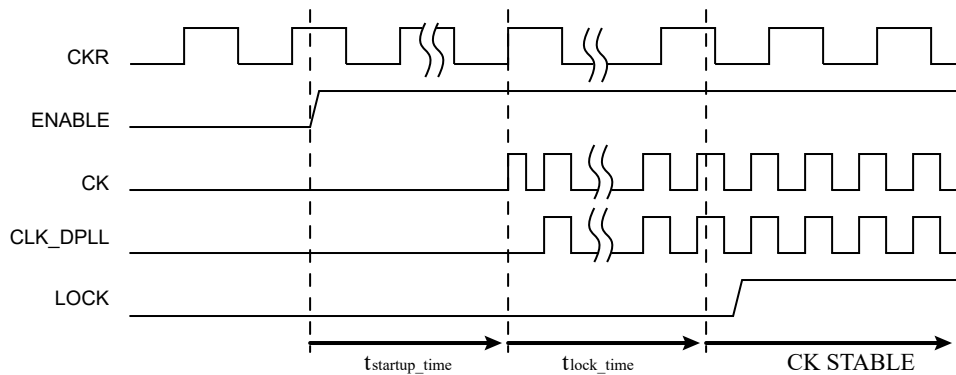 CKR
ENABLE
CK
CLK_DPLL
LOCK
tstartup_time
tlock_time
CK STABLE